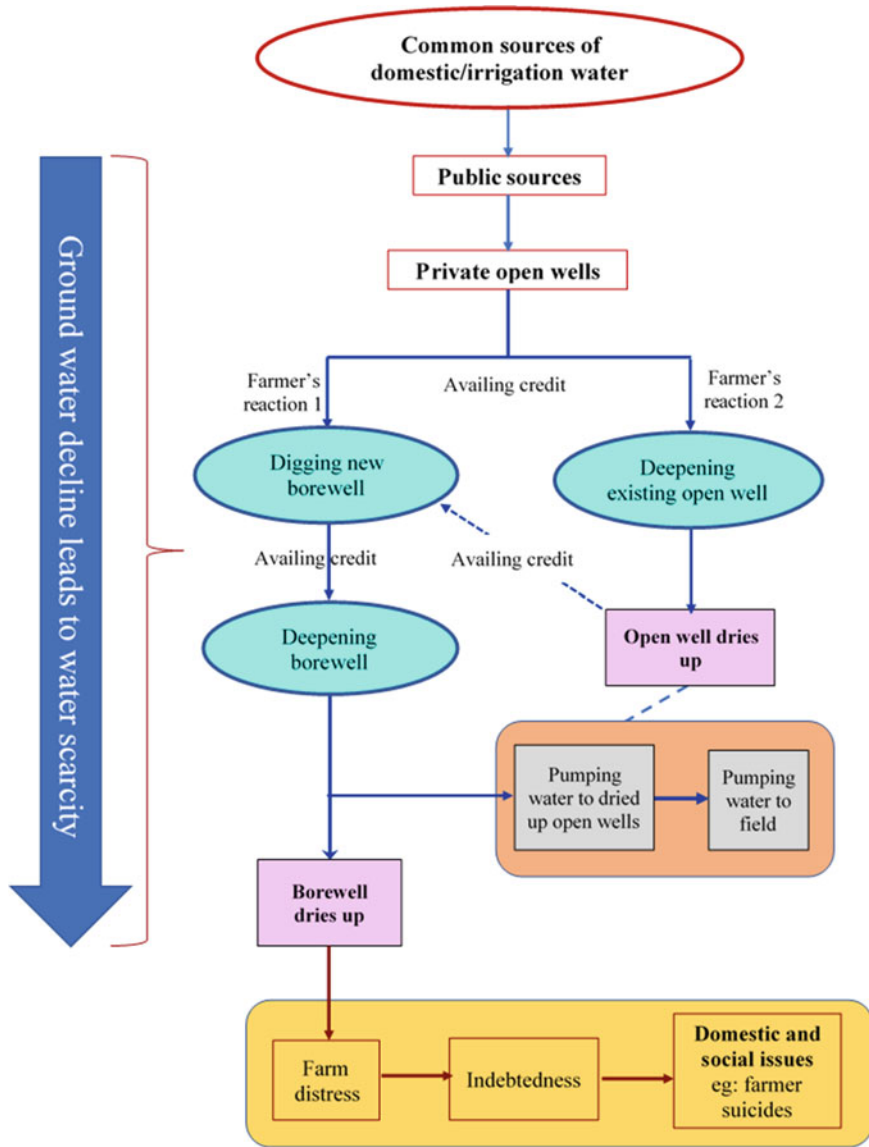 Common sources of
domestic/irrigation water
Public sources
Private open wells
Ground water decline leads to water scarcity
Farmer's
reaction 1
Availing credit
Farmer's
reaction 2
Digging new
borewell
Deepening
existing open well
Availing credit
Availing credit
Deepening
borewell
Open well dries
up
Pumping
water to dried
up open wells
Pumping
water to
field
Borewell
dries up
Farm
distress
Indebtedness
Domestic and
social issues
eg: farmer
suicides